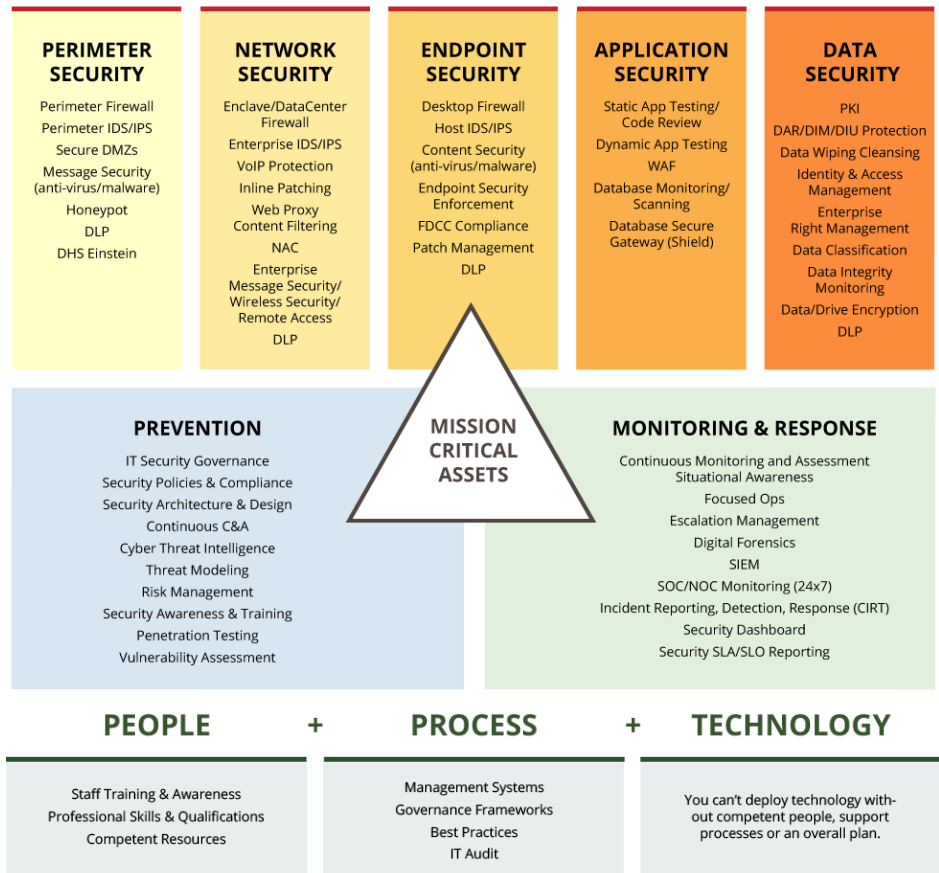 PERIMETER
SECURITY
Perimeter Firewall
Perimeter IDS/IPS
Secure DMZs
Message Security
(anti-virus/malware)
Honeypot
DLP
DHS Einstein
NETWORK
SECURITY
Enclave/DataCenter
Firewall
Enterprise IDS/IPS
VoIP Protection
Inline Patching
Web Proxy
Content Filtering
NAC
Enterprise
Message Security/
Wireless Security/
Remote Access
DLP
ENDPOINT
SECURITY
Desktop Firewall
Host IDS/IPS
Content Security
(anti-virus/malware)
Endpoint Security
Enforcement
FDCC Compliance
Patch Management
DLP
APPLICATION
SECURITY
Static App Testing/
Code Review
Dynamic App Testing
WAF
Database Monitoring/
Scanning
Database Secure
Gateway (Shield)
DATA
SECURITY
PKI
DAR/DIM/DIU Protection
Data Wiping Cleansing
Identity & Access
Management
Enterprise
Right Management
Data Classification
Data Integrity
Monitoring
Data/Drive Encryption
DLP
PREVENTION
IT Security Governance
Security Policies & Compliance
Security Architecture & Design
Continuous C&A
Cyber Threat Intelligence
Threat Modeling
Risk Management
Security Awareness & Training
Penetration Testing
Vulnerability Assessment
MISSION
CRITICAL
ASSETS
MONITORING & RESPONSE
Continuous Monitoring and Assessment
Situational Awareness
Focused Ops
Escalation Management
Digital Forensics
SIEM
SOC/NOC Monitoring (24x7)
Incident Reporting, Detection, Response (CIRT)
Security Dashboard
Security SLA/SLO Reporting
PEOPLE + PROCESS + TECHNOLOGY
Staff Training & Awareness
Professional Skills & Qualifications
Competent Resources
Management Systems
Governance Frameworks
Best Practices
IT Audit
You can't deploy technology with-
out competent people, support
processes or an overall plan.